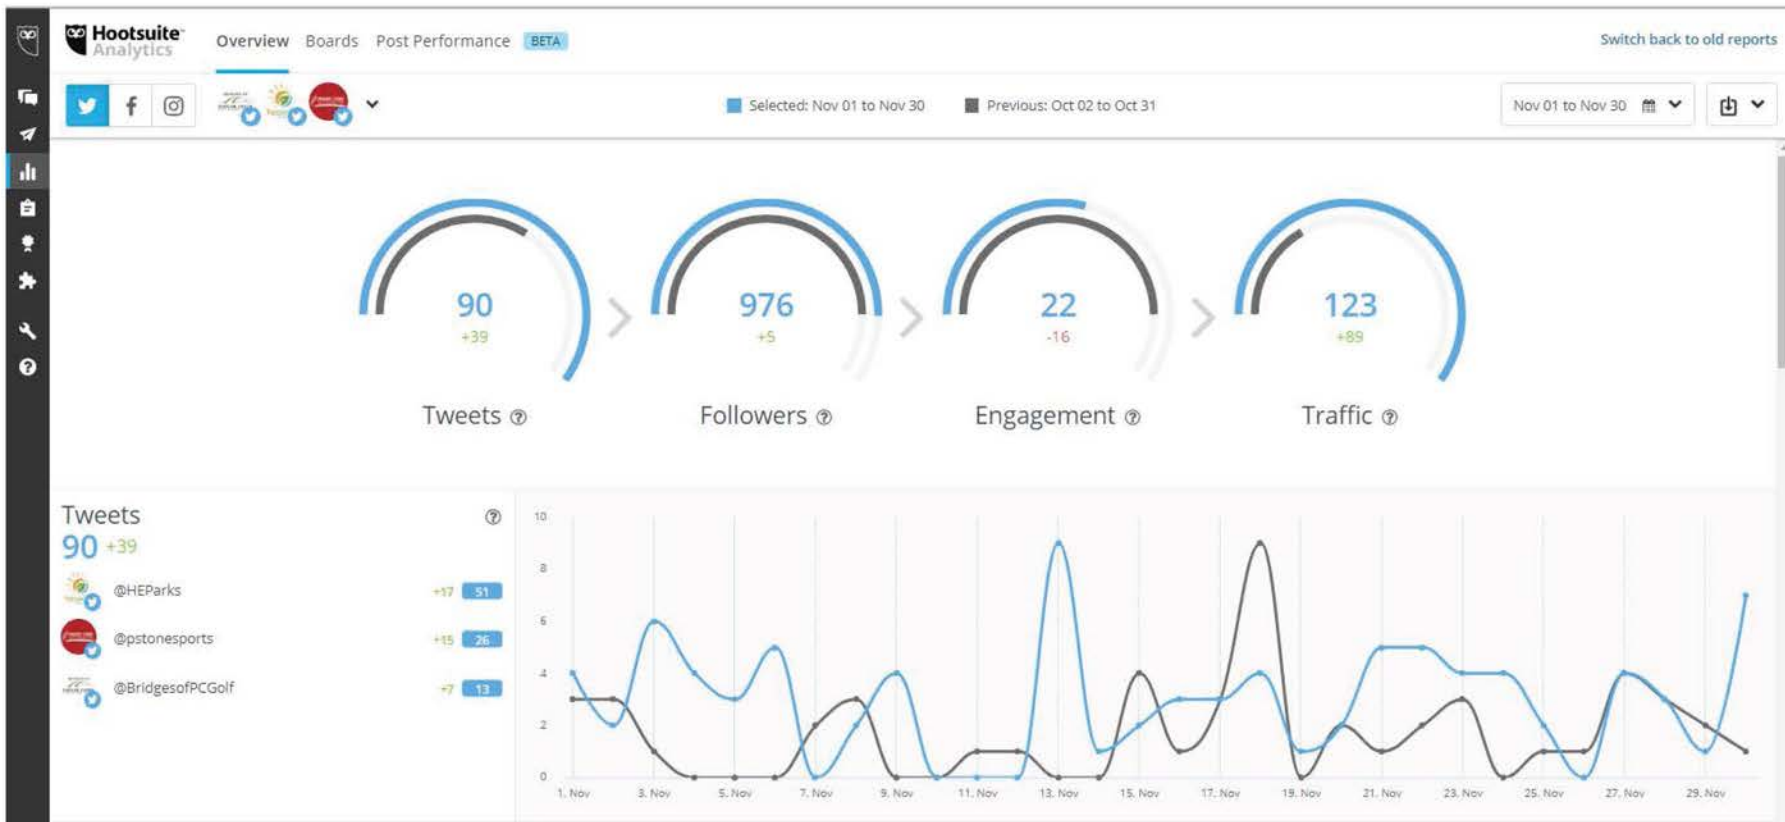 Hootsuite™
Analytics
Overview Boards Post Performance BETA
Switch back to old reports
Selected: Nov 01 to Nov 30
Previous: Oct 02 to Oct 31
Nov 01 to Nov 30
90
+39
976
+5
22
-16
123
+89
Tweets ?
Followers ?
Engagement ?
Traffic ?
Tweets ?
90 +39
@HEParks +17 51
@pstonesports +15 26
@BridgesofPCGolf +7 13
10
8
6
4
2
0
1. Nov 3. Nov 5. Nov 7. Nov 9. Nov 11. Nov 13. Nov 15. Nov 17. Nov 19. Nov 21. Nov 23. Nov 25. Nov 27. Nov 29. Nov